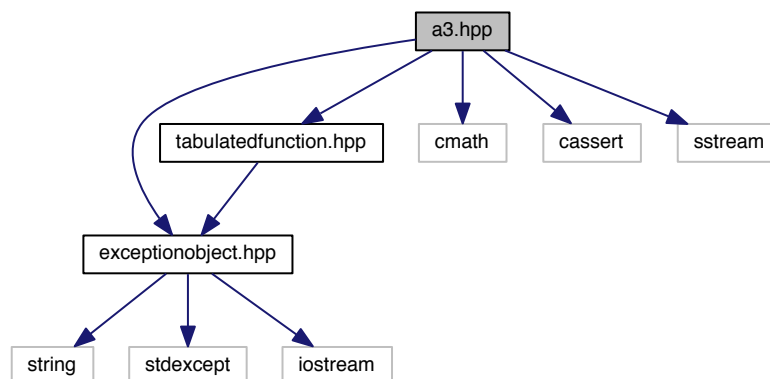 a3.hpp
tabulatedfunction.hpp
cmath
cassert
sstream
exceptionobject.hpp
string
stdexcept
iostream